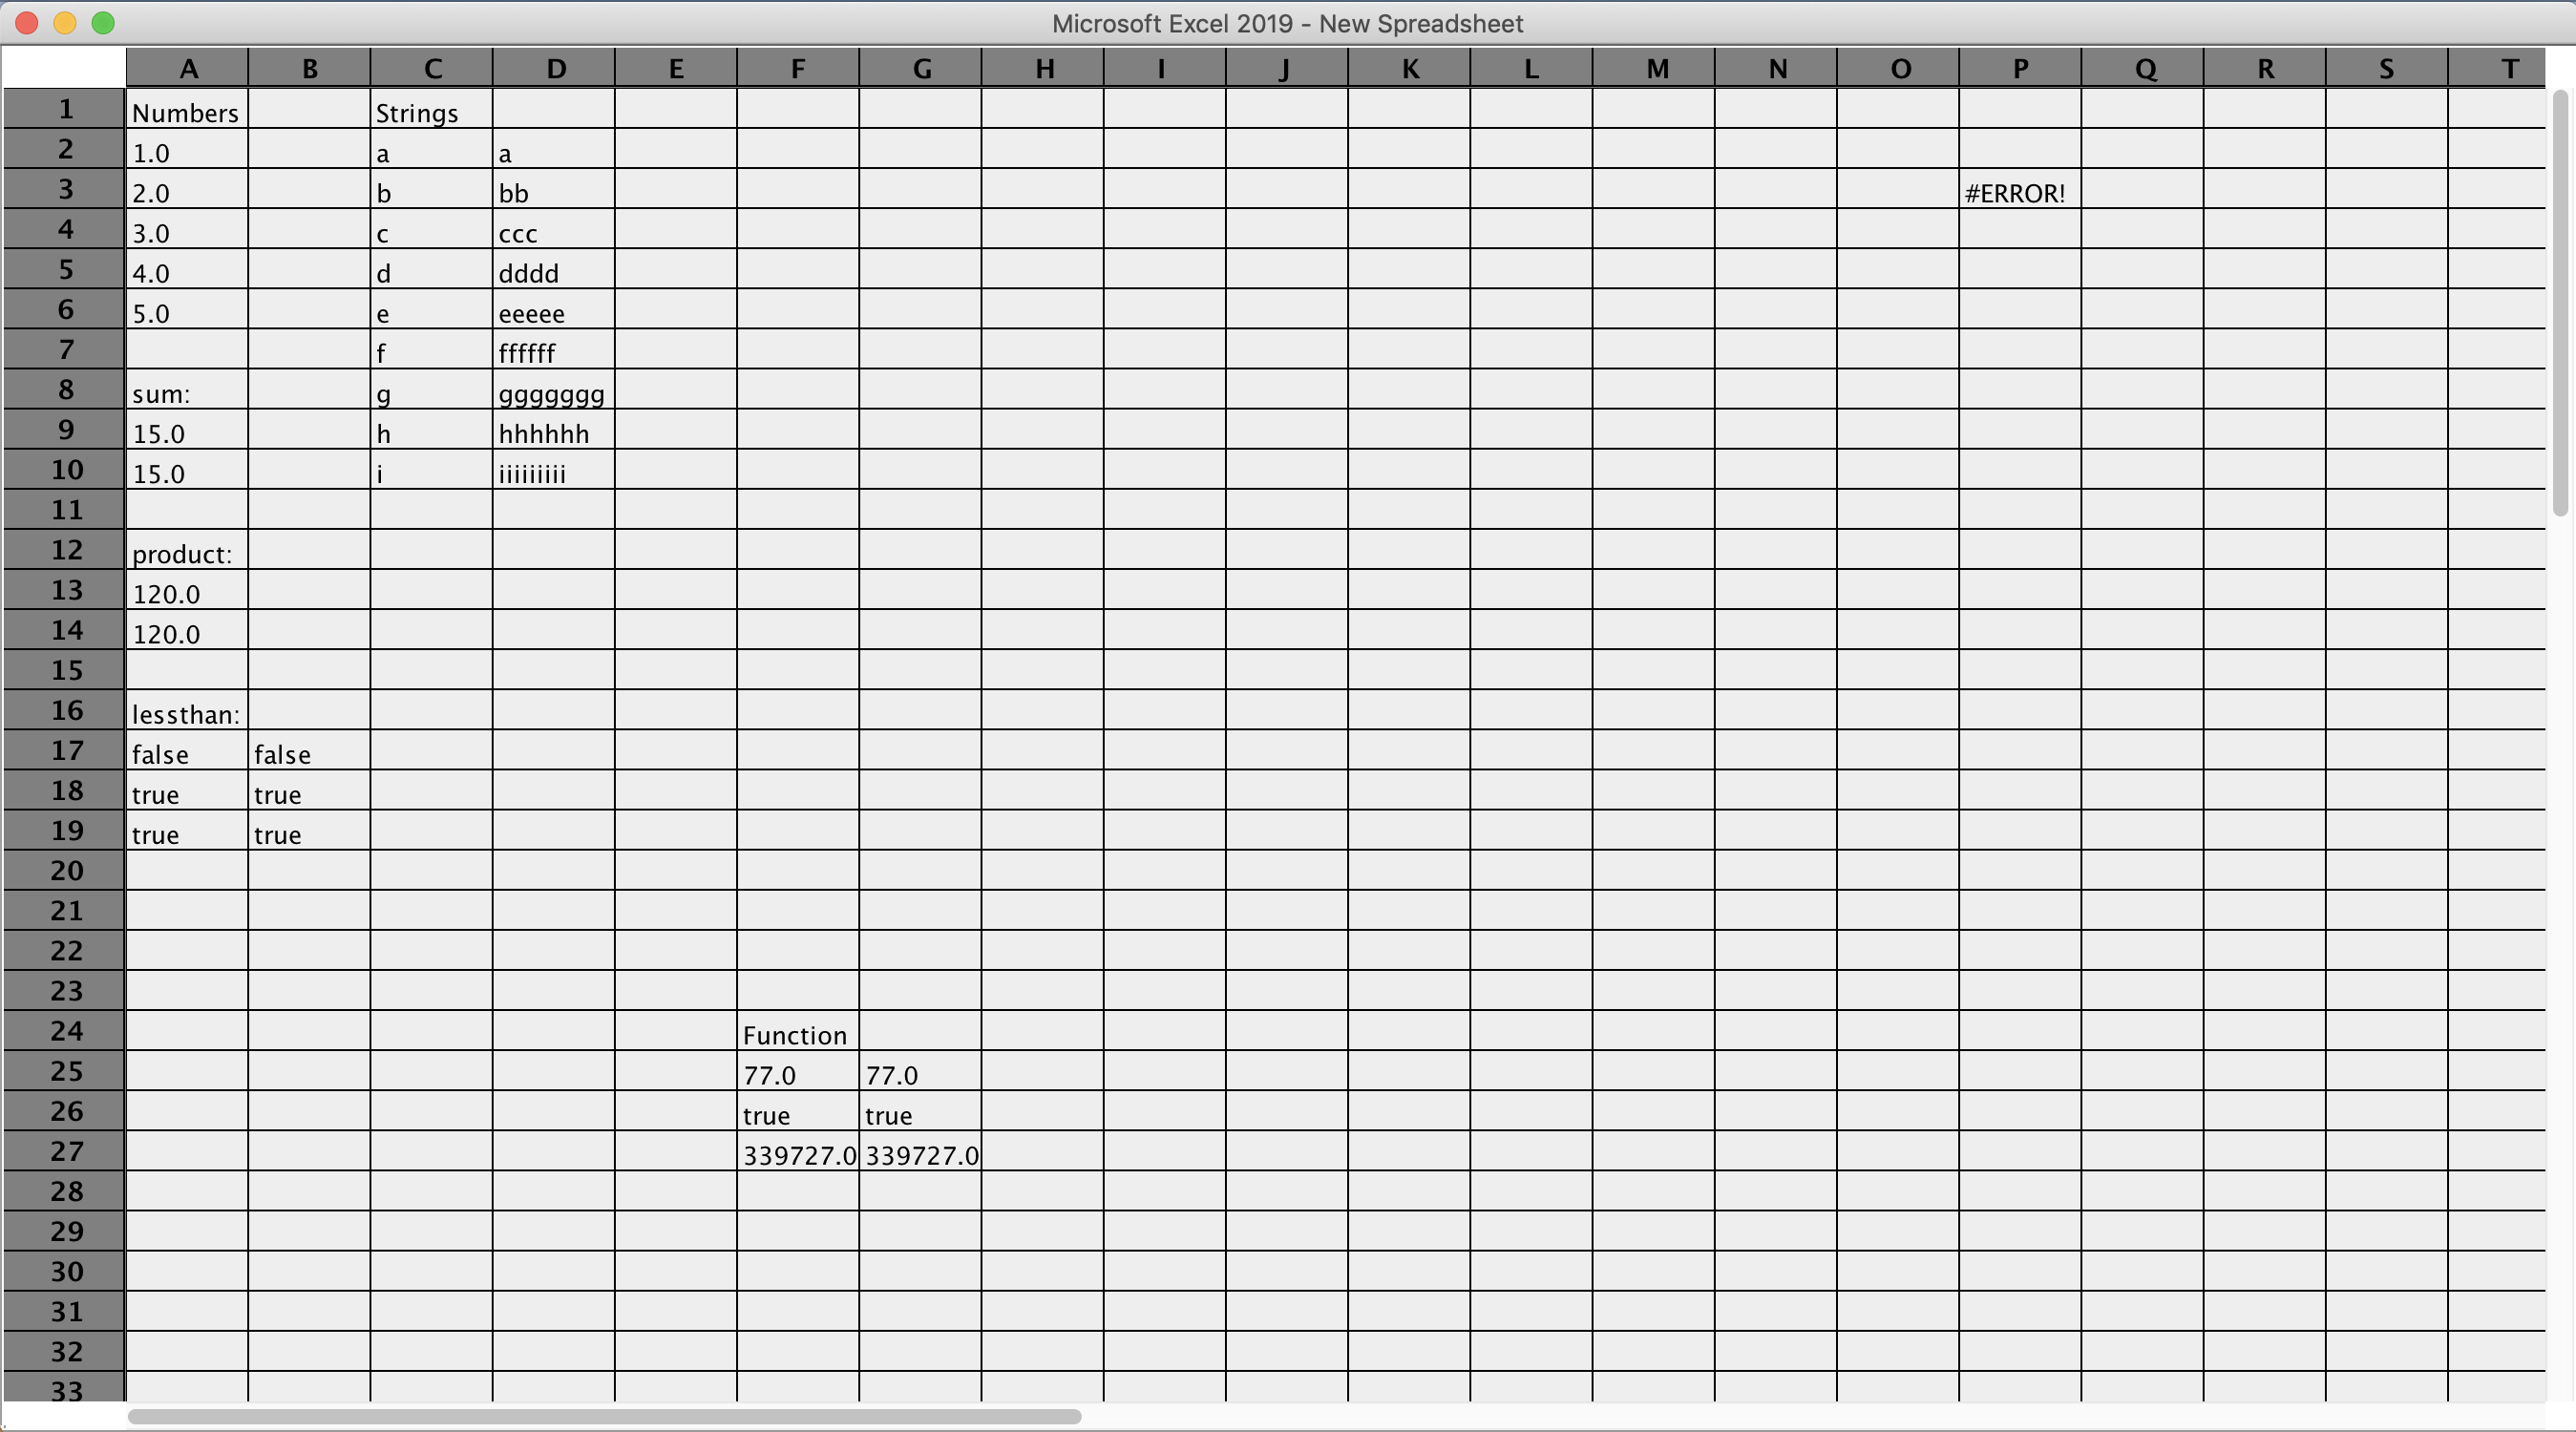 Microsoft Excel 2019 - New Spreadsheet
A B C D E F G H I J K L M N O P Q R S T
1 Numbers Strings
2 1.0 a a
3 2.0 b bb #ERROR!
4 3.0 c ccc
5 4.0 d dddd
6 5.0 e eeeee
7 f ffffff
8 sum: g ggggggg
9 15.0 h hhhhhh
10 15.0 i iiiiiiiii
11
12 product:
13 120.0
14 120.0
15
16 lessthan:
17 false false
18 true true
19 true true
20
21
22
23
24 Function
25 77.0 77.0
26 true true
27 339727.0 339727.0
28
29
30
31
32
33